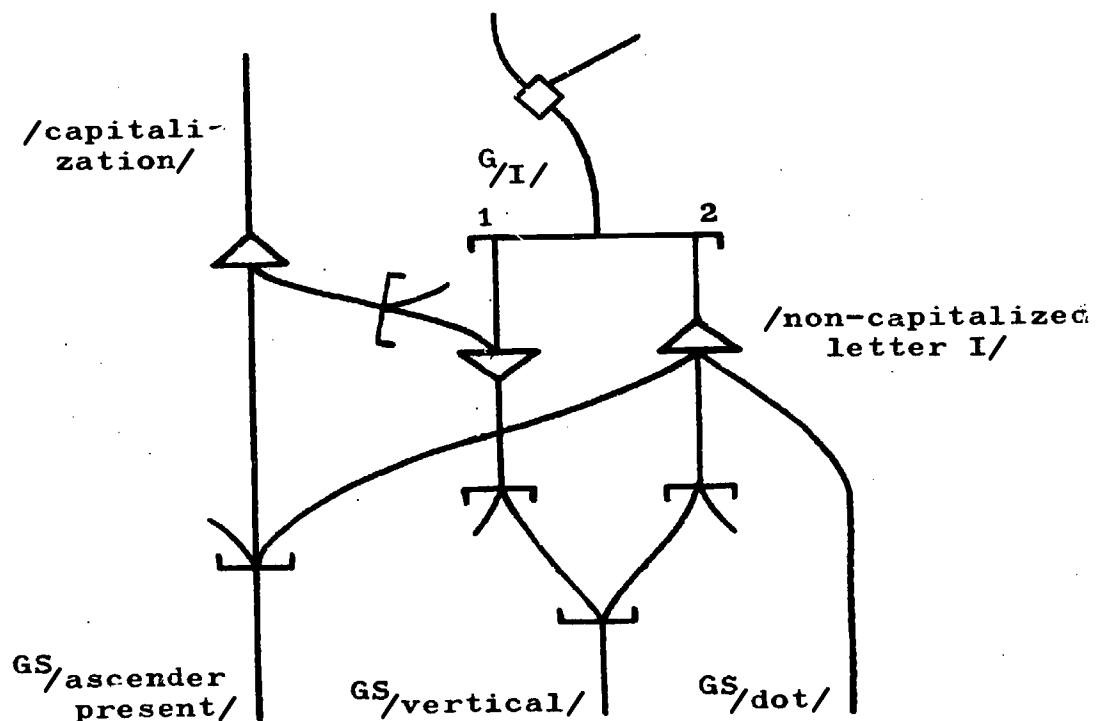 /capitali-
zation/
G/I/
1
2
/non-capitalized
letter I/
GS/ascender
present/
GS/vertical/
GS/dot/